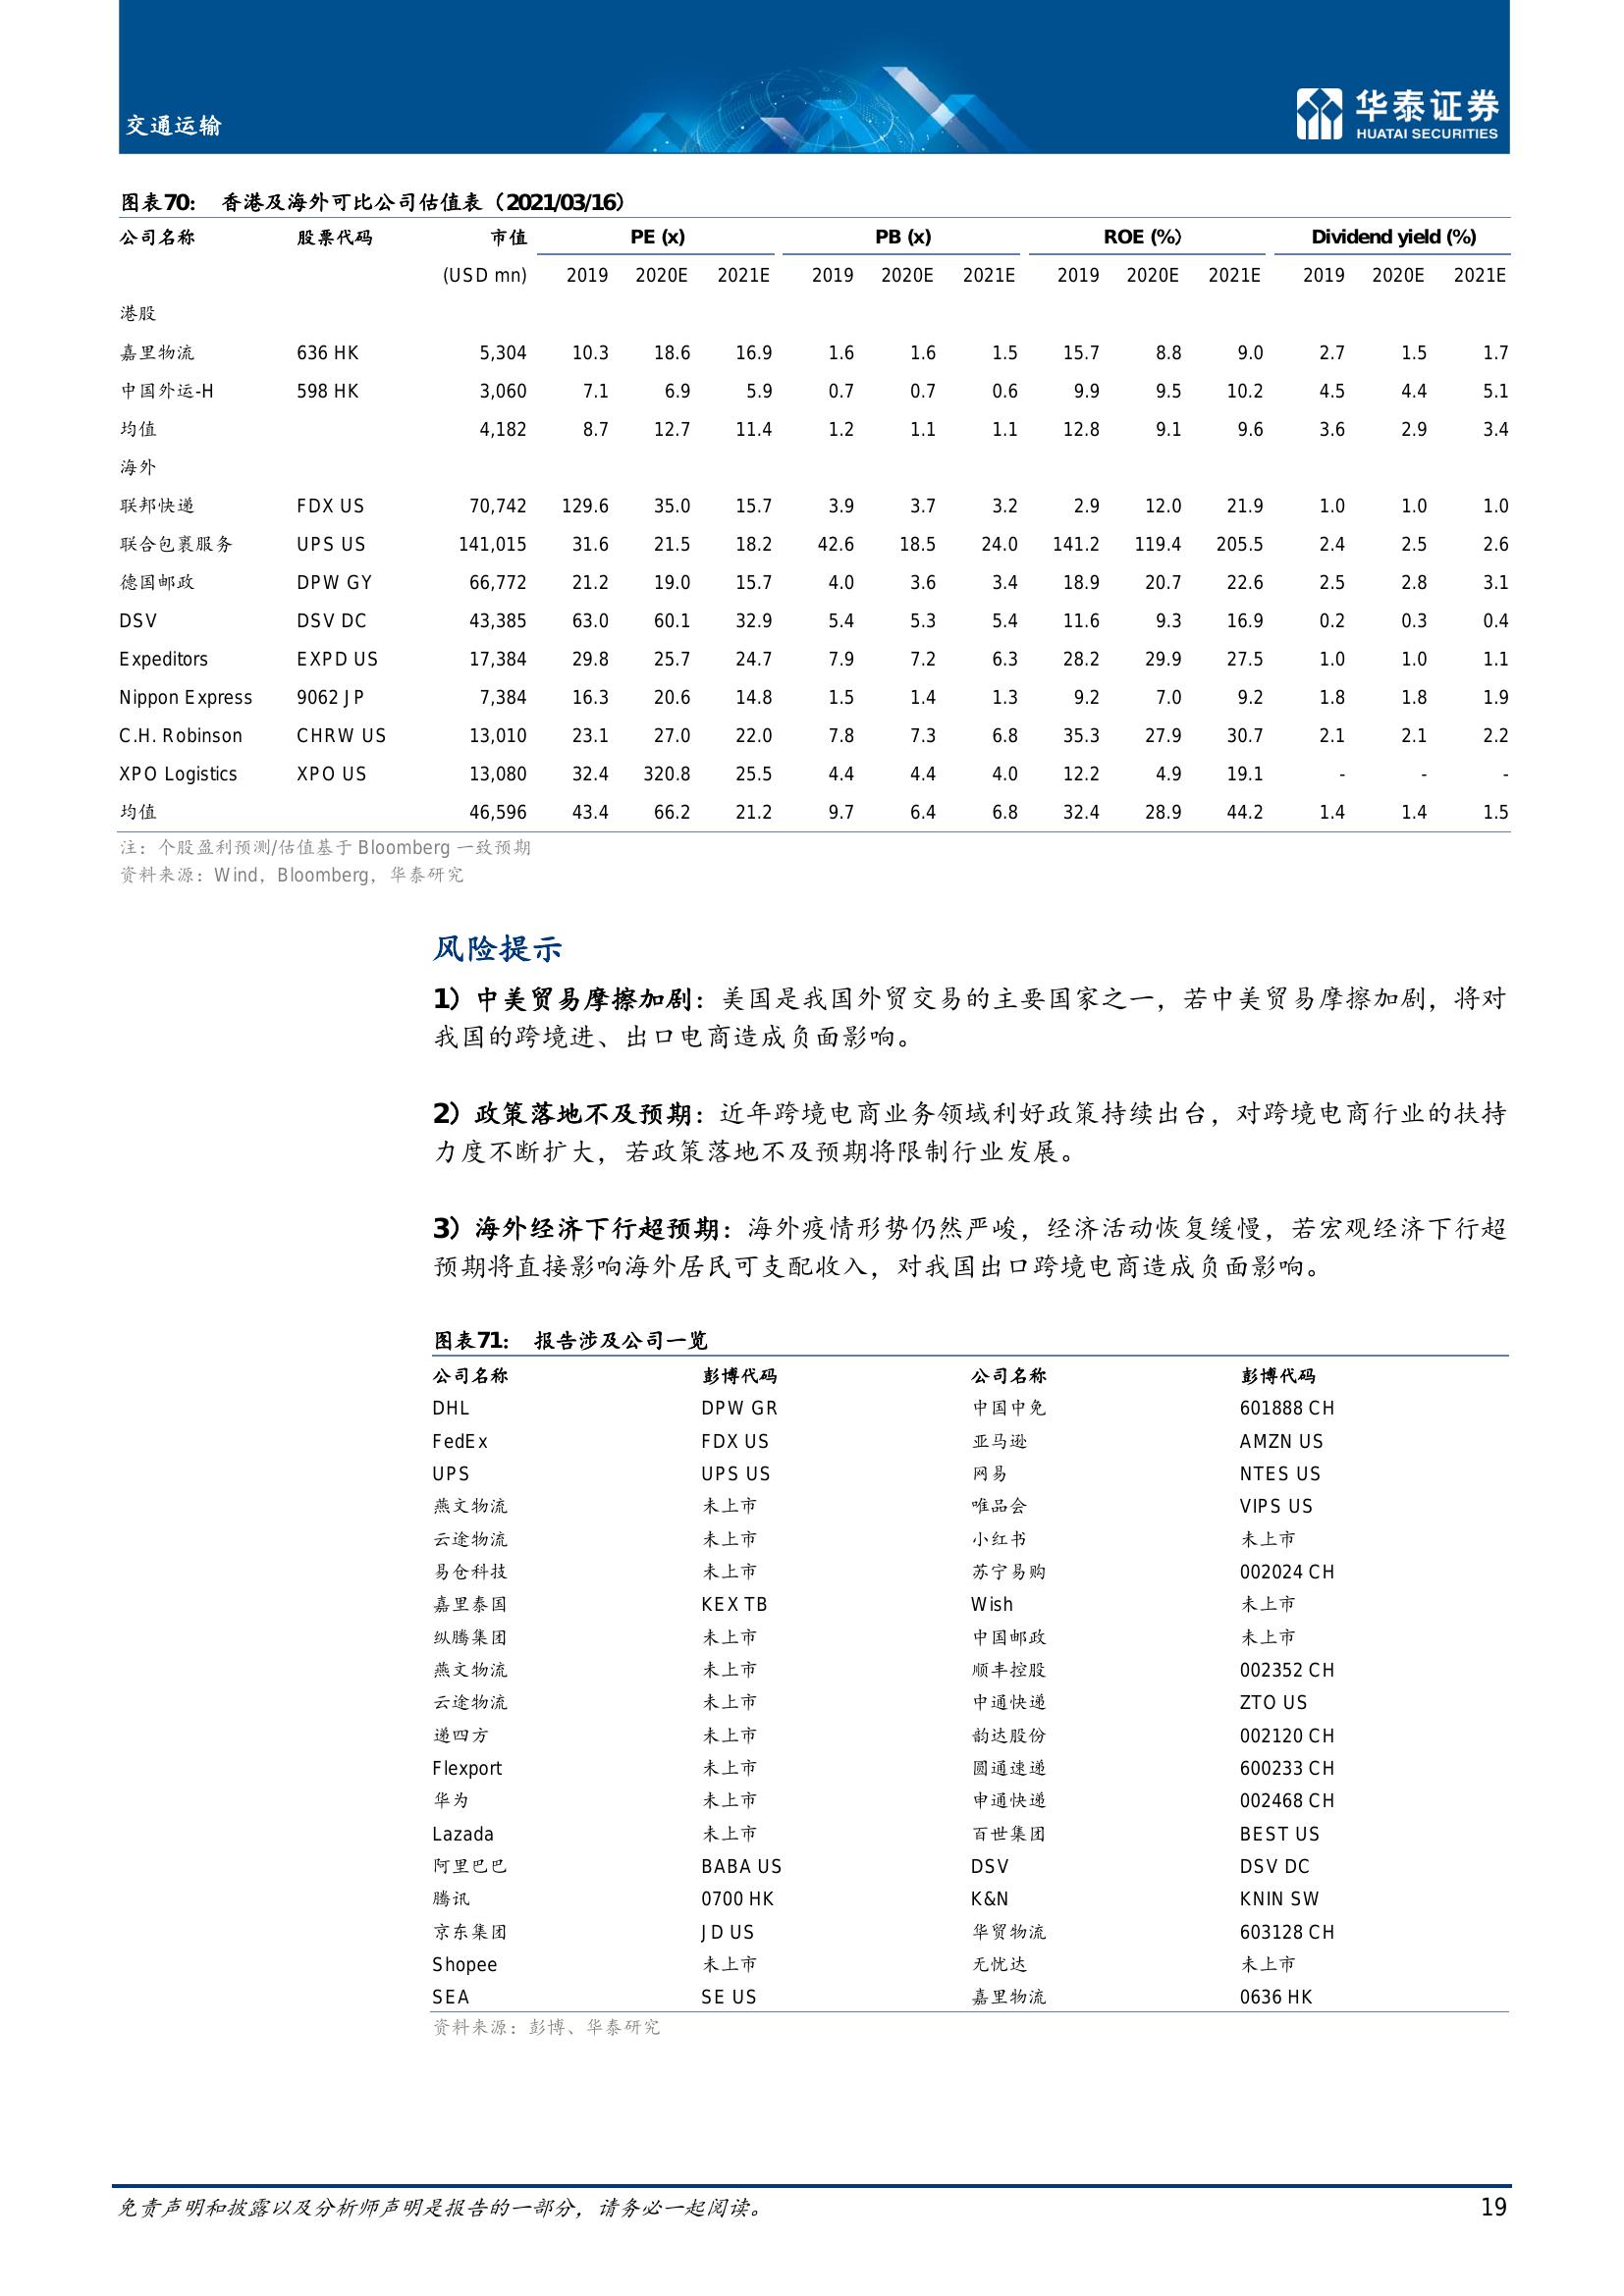 交通运输
华泰证券
HUATAI SECURITIES
图表70： 香港及海外可比公司估值表（2021/03/16）
公司名称 股票代码 市值 PE (x) PB (x) ROE (%) Dividend yield (%)
(USD mn) 2019 2020E 2021E 2019 2020E 2021E 2019 2020E 2021E 2019 2020E 2021E
港股
嘉里物流 636 HK 5,304 10.3 18.6 16.9 1.6 1.6 1.5 15.7 8.8 9.0 2.7 1.5 1.7
中国外运-H 598 HK 3,060 7.1 6.9 5.9 0.7 0.7 0.6 9.9 9.5 10.2 4.5 4.4 5.1
均值 4,182 8.7 12.7 11.4 1.2 1.1 1.1 12.8 9.1 9.6 3.6 2.9 3.4
海外
联邦快递 FDX US 70,742 129.6 35.0 15.7 3.9 3.7 3.2 2.9 12.0 21.9 1.0 1.0 1.0
联合包裹服务 UPS US 141,015 31.6 21.5 18.2 42.6 18.5 24.0 141.2 119.4 205.5 2.4 2.5 2.6
德国邮政 DPW GY 66,772 21.2 19.0 15.7 4.0 3.6 3.4 18.9 20.7 22.6 2.5 2.8 3.1
DSV DSV DC 43,385 63.0 60.1 32.9 5.4 5.3 5.4 11.6 9.3 16.9 0.2 0.3 0.4
Expeditors EXPD US 17,384 29.8 25.7 24.7 7.9 7.2 6.3 28.2 29.9 27.5 1.0 1.0 1.1
Nippon Express 9062 JP 7,384 16.3 20.6 14.8 1.5 1.4 1.3 9.2 7.0 9.2 1.8 1.8 1.9
C.H. Robinson CHRW US 13,010 23.1 27.0 22.0 7.8 7.3 6.8 35.3 27.9 30.7 2.1 2.1 2.2
XPO Logistics XPO US 13,080 32.4 320.8 25.5 4.4 4.4 4.0 12.2 4.9 19.1 - - -
均值 46,596 43.4 66.2 21.2 9.7 6.4 6.8 32.4 28.9 44.2 1.4 1.4 1.5
注：个股盈利预测/估值基于 Bloomberg 一致预期
资料来源：Wind，Bloomberg，华泰研究
风险提示
1）中美贸易摩擦加剧：美国是我国外贸交易的主要国家之一，若中美贸易摩擦加剧，将对
我国的跨境进、出口电商造成负面影响。
2）政策落地不及预期：近年跨境电商业务领域利好政策持续出台，对跨境电商行业的扶持
力度不断扩大，若政策落地不及预期将限制行业发展。
3）海外经济下行超预期：海外疫情形势仍然严峻，经济活动恢复缓慢，若宏观经济下行超
预期将直接影响海外居民可支配收入，对我国出口跨境电商造成负面影响。
图表71： 报告涉及公司一览
公司名称 彭博代码 公司名称 彭博代码
DHL DPW GR 中国中免 601888 CH
FedEx FDX US 亚马逊 AMZN US
UPS UPS US 网易 NTES US
燕文物流 未上市 唯品会 VIPS US
云途物流 未上市 小红书 未上市
易仓科技 未上市 苏宁易购 002024 CH
嘉里泰国 KEX TB Wish 未上市
纵腾集团 未上市 中国邮政 未上市
燕文物流 未上市 顺丰控股 002352 CH
云途物流 未上市 中通快递 ZTO US
递四方 未上市 韵达股份 002120 CH
Flexport 未上市 圆通速递 600233 CH
华为 未上市 申通快递 002468 CH
Lazada 未上市 百世集团 BEST US
阿里巴巴 BABA US DSV DSV DC
腾讯 0700 HK K&N KNIN SW
京东集团 JD US 华贸物流 603128 CH
Shopee 未上市 无忧达 未上市
SEA SE US 嘉里物流 0636 HK
资料来源：彭博、华泰研究
免责声明和披露以及分析师声明是报告的一部分，请务必一起阅读。 19